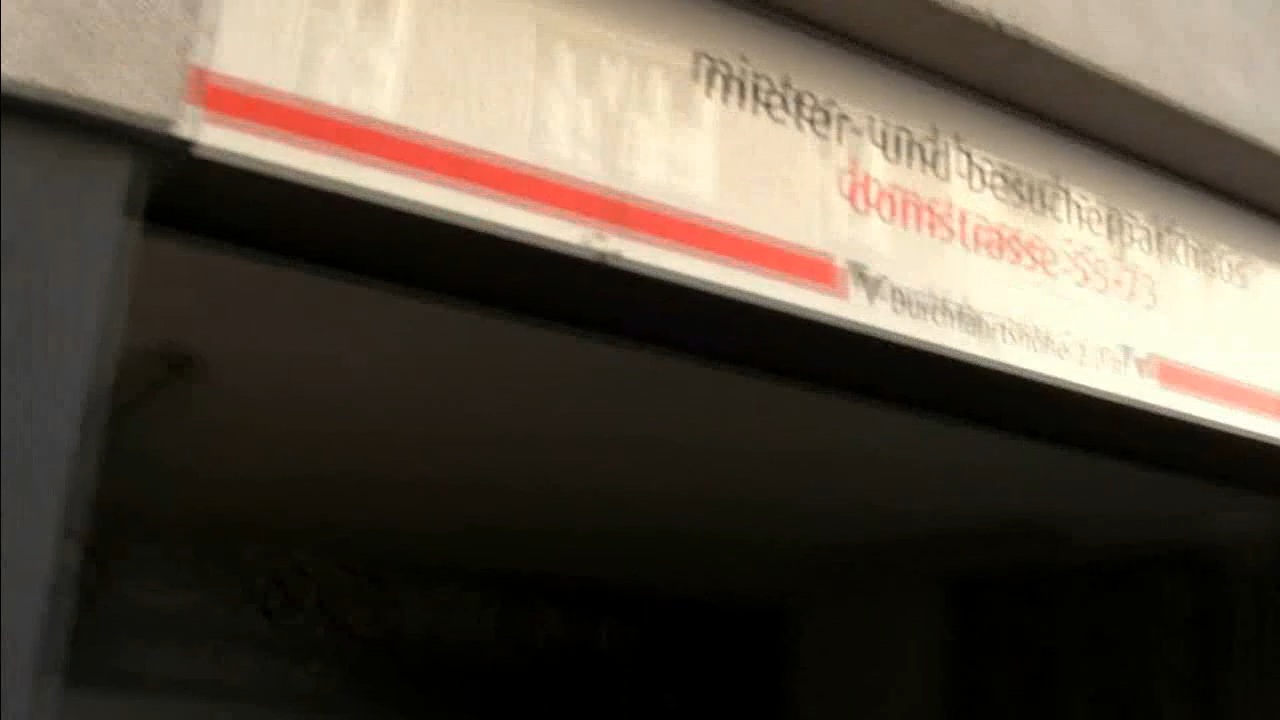 mieter- und besucherparkhaus
domstrasse 55-73
Durchfahrtshöhe